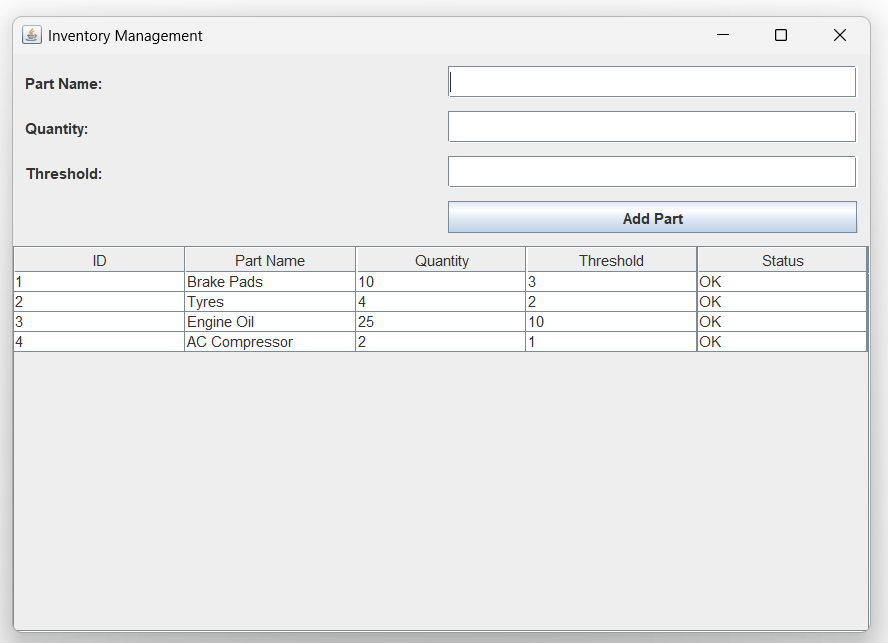 Inventory Management
Part Name:
Quantity:
Threshold:
Add Part
ID Part Name Quantity Threshold Status
1 Brake Pads 10 3 OK
2 Tyres 4 2 OK
3 Engine Oil 25 10 OK
4 AC Compressor 2 1 OK